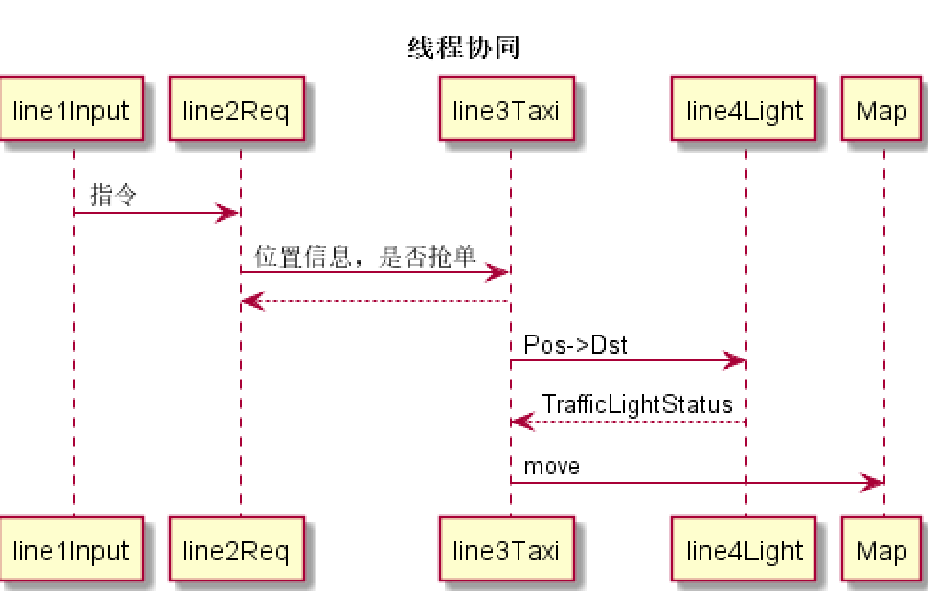 线程协同
line1Input
line2Req
line3Taxi
line4Light
Map
指令
位置信息，是否抢单
Pos->Dst
TrafficLightStatus
move
line1Input
line2Req
line3Taxi
line4Light
Map